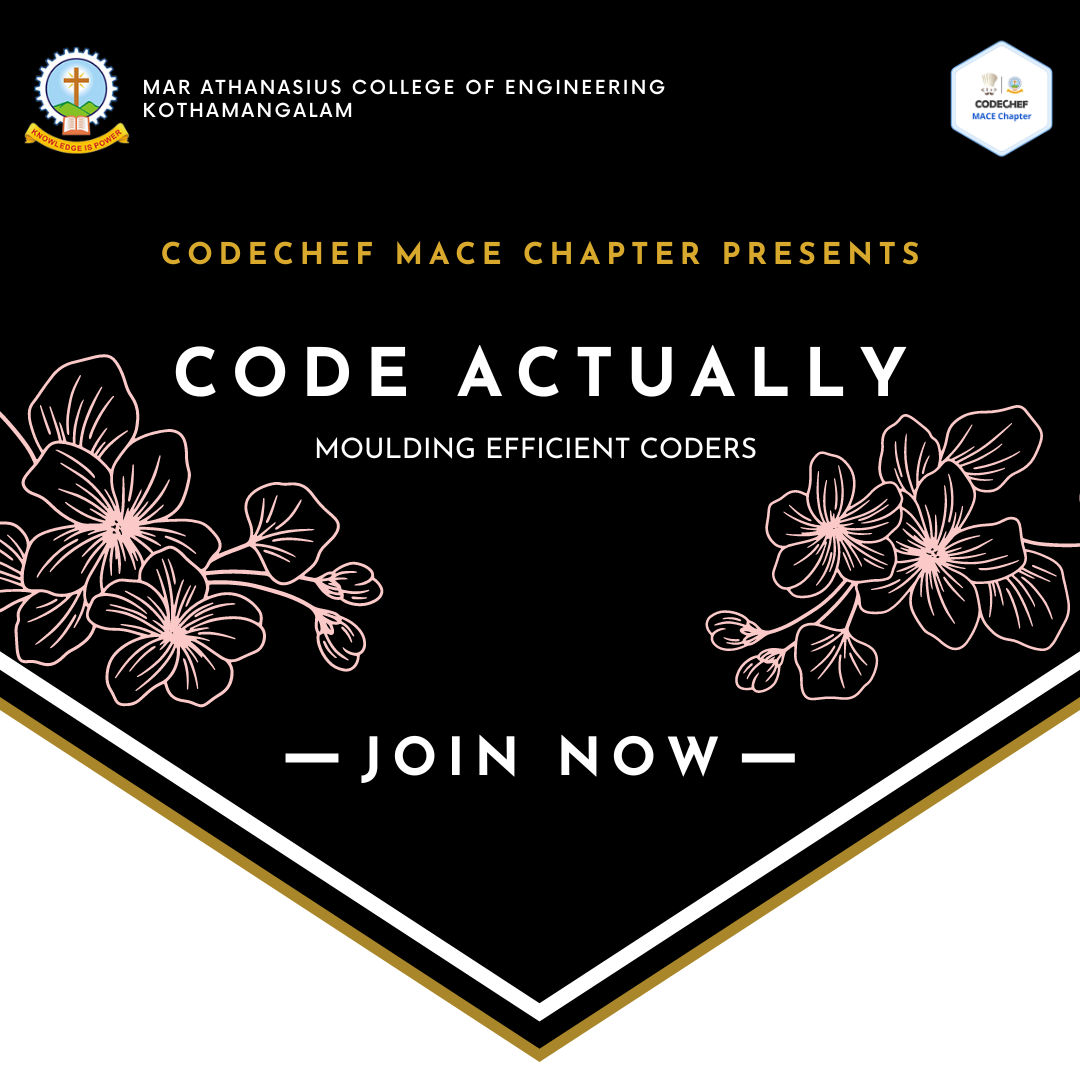 MAR ATHANASIUS COLLEGE OF ENGINEERING
KOTHAMANGALAM
KNOWLEDGE IS POWER
CODECHEF
MACE Chapter
CODECHEF MACE CHAPTER PRESENTS
CODE ACTUALLY
MOULDING EFFICIENT CODERS
JOIN NOW